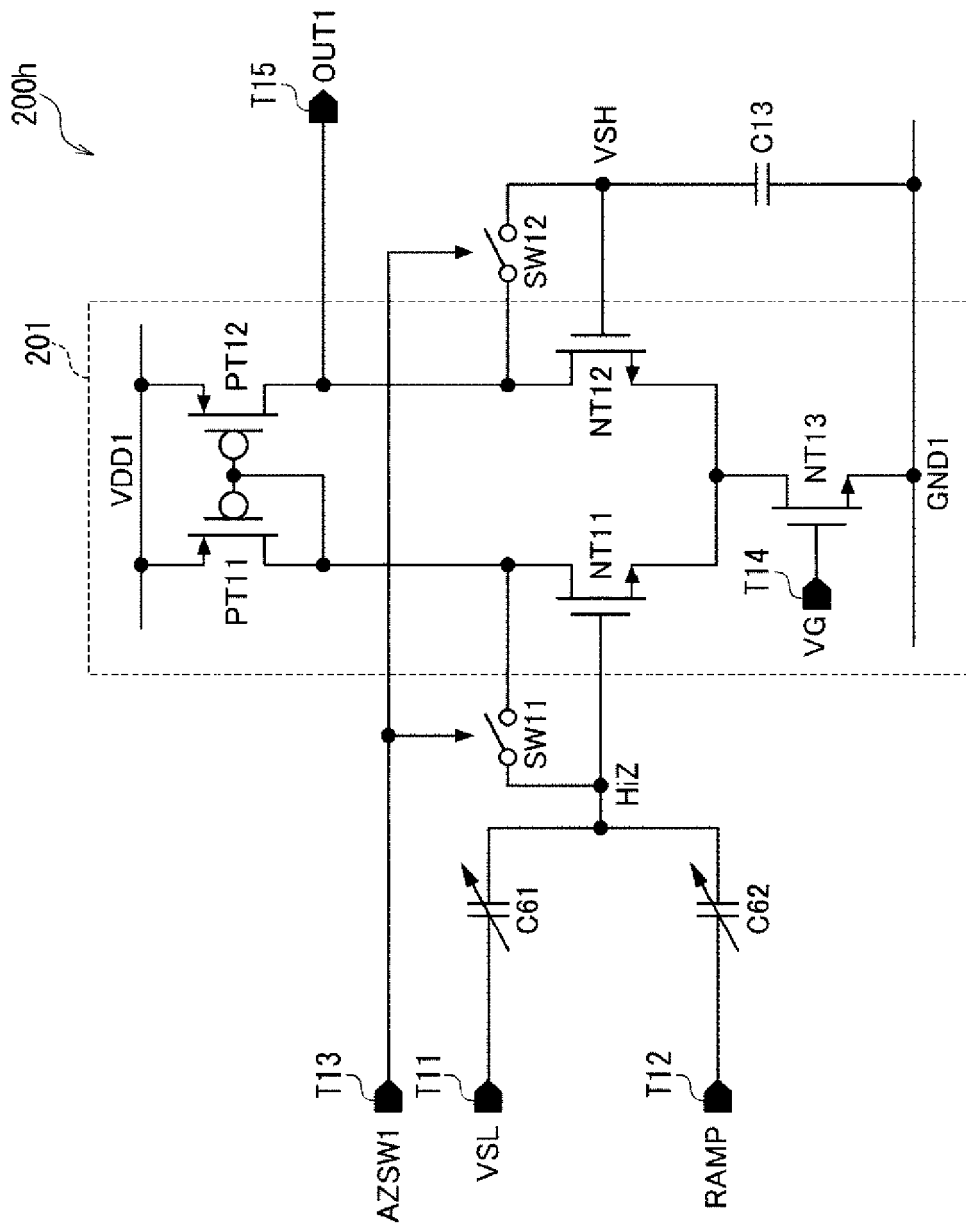 200h
201
T15
OUT1
VDD1
PT11
PT12
T13
AZSW1
SW11
SW12
VSH
C13
T11
VSL
C61
HiZ
NT11
NT12
T12
RAMP
C62
T14
VG
NT13
GND1